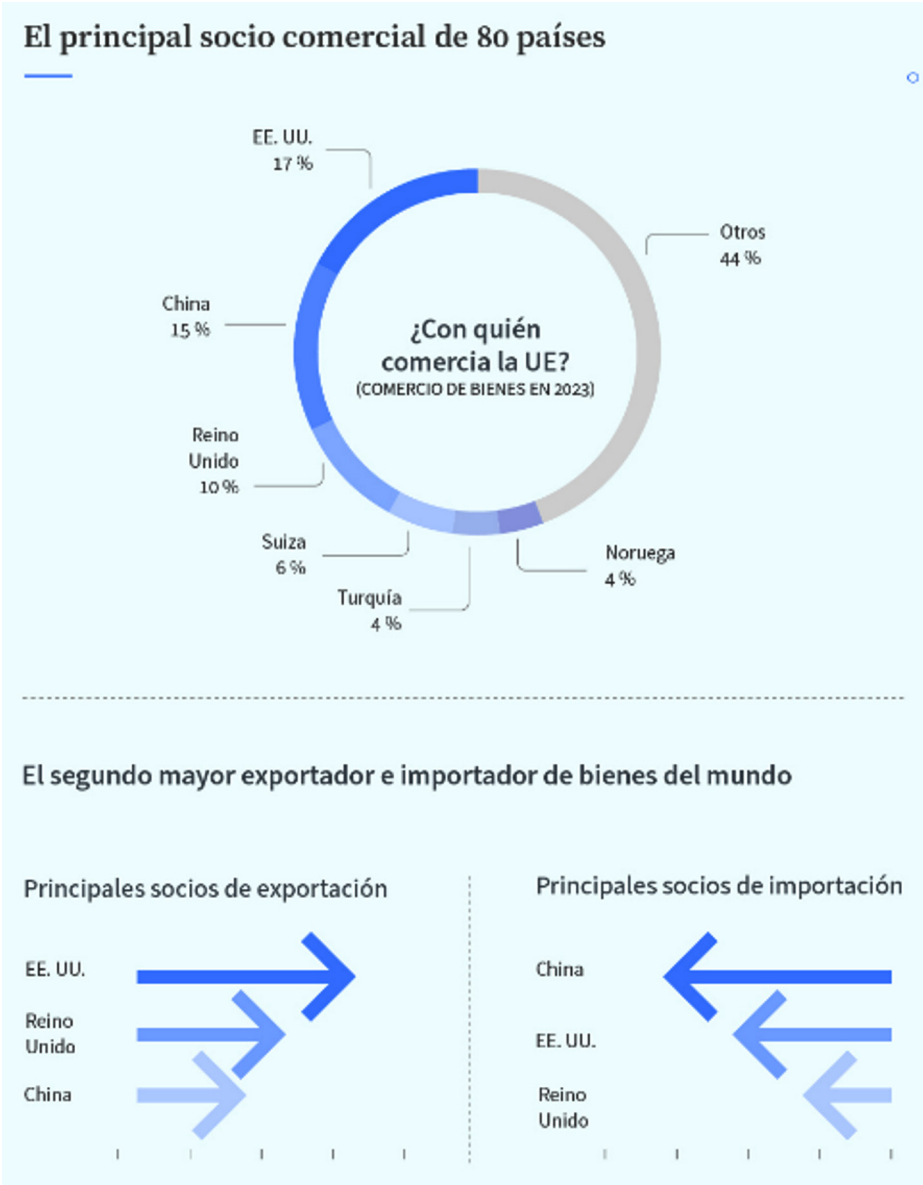 El principal socio comercial de 80 países
EE. UU.
17 %
Otros
44 %
China
15 %
¿Con quién
comercia la UE?
(COMERCIO DE BIENES EN 2023)
Reino
Unido
10 %
Suiza
6 %
Noruega
4 %
Turquía
4 %
El segundo mayor exportador e importador de bienes del mundo
Principales socios de exportación
EE. UU.
Reino
Unido
China
Principales socios de importación
China
EE. UU.
Reino
Unido